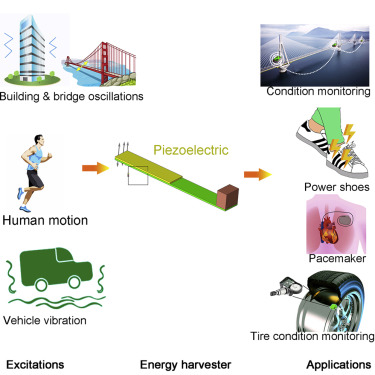 Building & bridge oscillations
Condition monitoring
Piezoelectric
Human motion
Power shoes
Pacemaker
Vehicle vibration
Tire condition monitoring
Excitations
Energy harvester
Applications